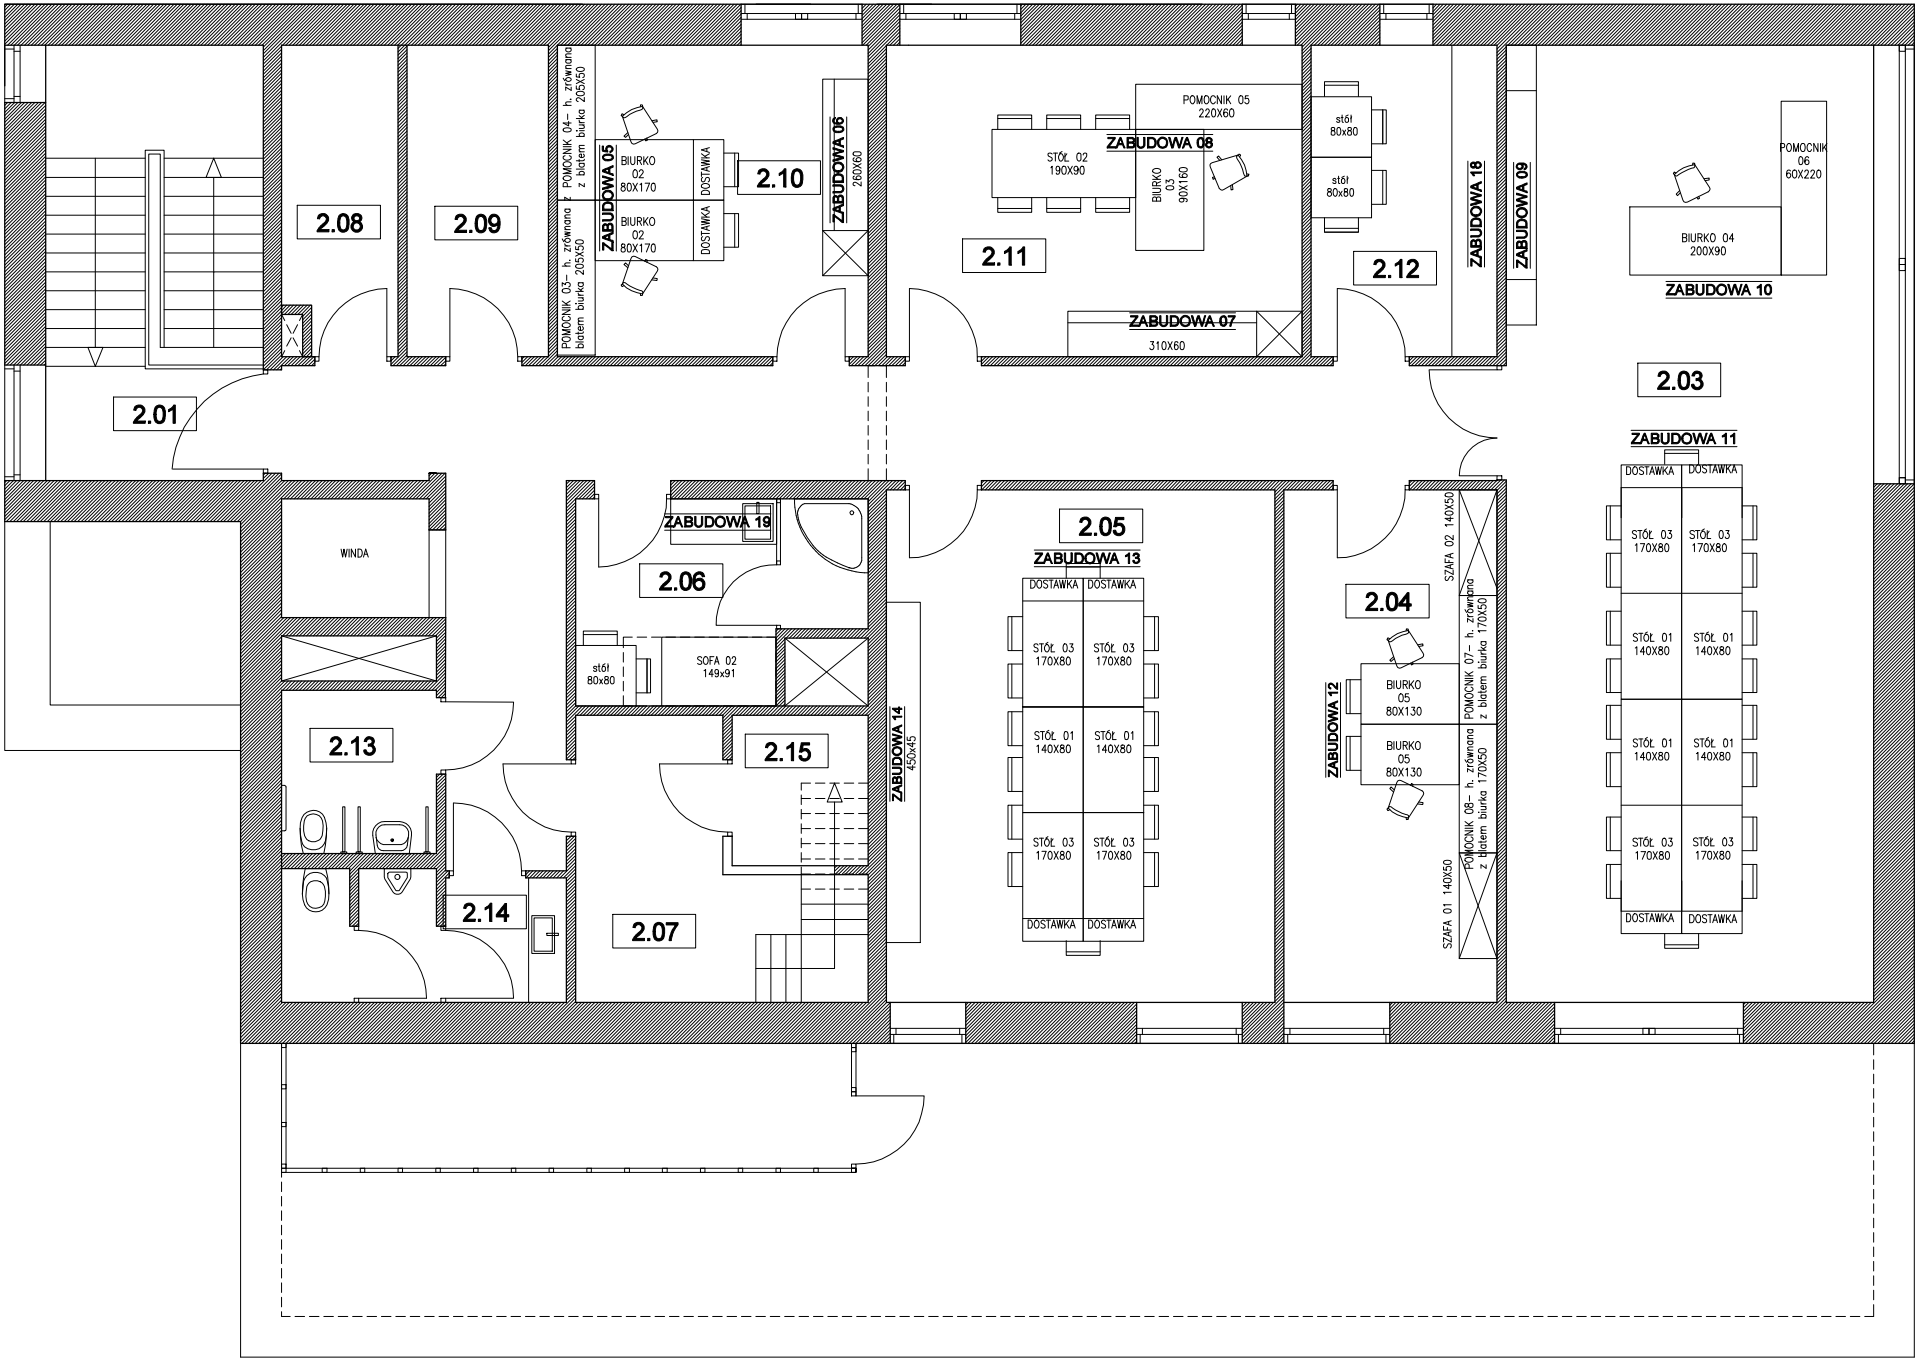 2.01
2.08
2.09
POMOCNIK 04- h. zrównana z
z blatem biurka 205X50
POMOCNIK 03- h. zrównana z
blatem biurka 205X50
ZABUDOWA 05
BIURKO
02
80X170
DOSTAWKA
BIURKO
02
80X170
DOSTAWKA
2.10
ZABUDOWA 06
260X60
2.11
STÓŁ 02
190X90
POMOCNIK 05
220X60
ZABUDOWA 08
BIURKO
03
90X160
ZABUDOWA 07
310X60
stół
80x80
stół
80x80
2.12
ZABUDOWA 18
ZABUDOWA 09
POMOCNIK
06
60X220
BIURKO 04
200X90
ZABUDOWA 10
2.03
ZABUDOWA 11
DOSTAWKA
DOSTAWKA
STÓŁ 03
170X80
STÓŁ 03
170X80
STÓŁ 01
140X80
STÓŁ 01
140X80
STÓŁ 01
140X80
STÓŁ 01
140X80
STÓŁ 03
170X80
STÓŁ 03
170X80
DOSTAWKA
DOSTAWKA
WINDA
ZABUDOWA 19
2.06
stół
80x80
SOFA 02
149x91
2.05
ZABUDOWA 13
DOSTAWKA
DOSTAWKA
STÓŁ 03
170X80
STÓŁ 03
170X80
STÓŁ 01
140X80
STÓŁ 01
140X80
STÓŁ 03
170X80
STÓŁ 03
170X80
DOSTAWKA
DOSTAWKA
ZABUDOWA 14
450x45
2.04
SZAFA 02 140X50
POMOCNIK 07- h. zrównana
z blatem biurka 170X50
BIURKO
05
80X130
BIURKO
05
80X130
ZABUDOWA 12
POMOCNIK 08- h. zrównana
z blatem biurka 170X50
SZAFA 01 140X50
2.13
2.15
2.14
2.07